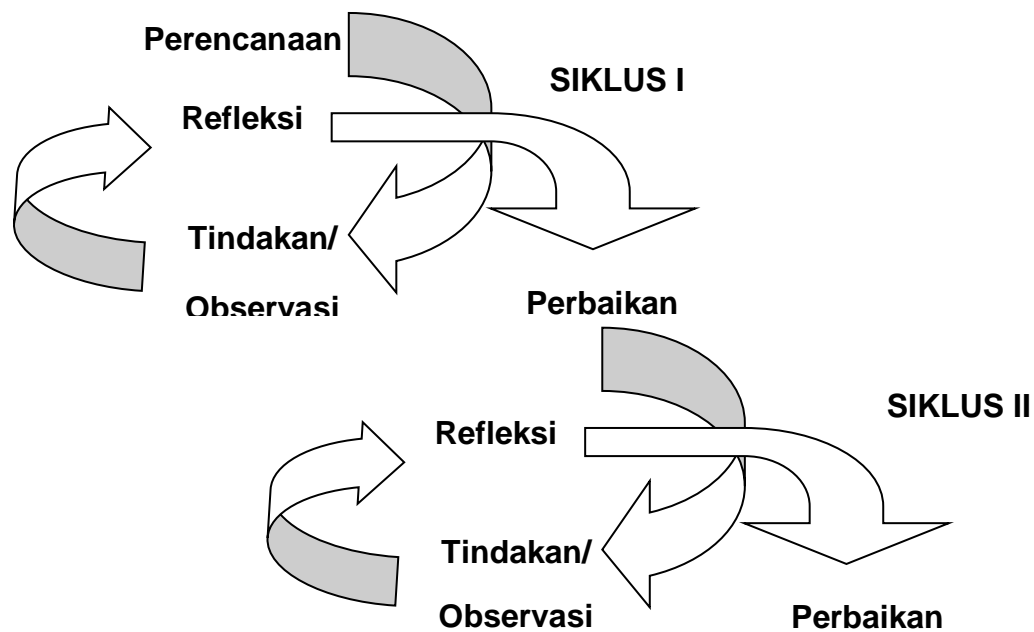 Perencanaan
SIKLUS I
Refleksi
Tindakan/
Observasi
Perbaikan
SIKLUS II
Refleksi
Tindakan/
Observasi
Perbaikan